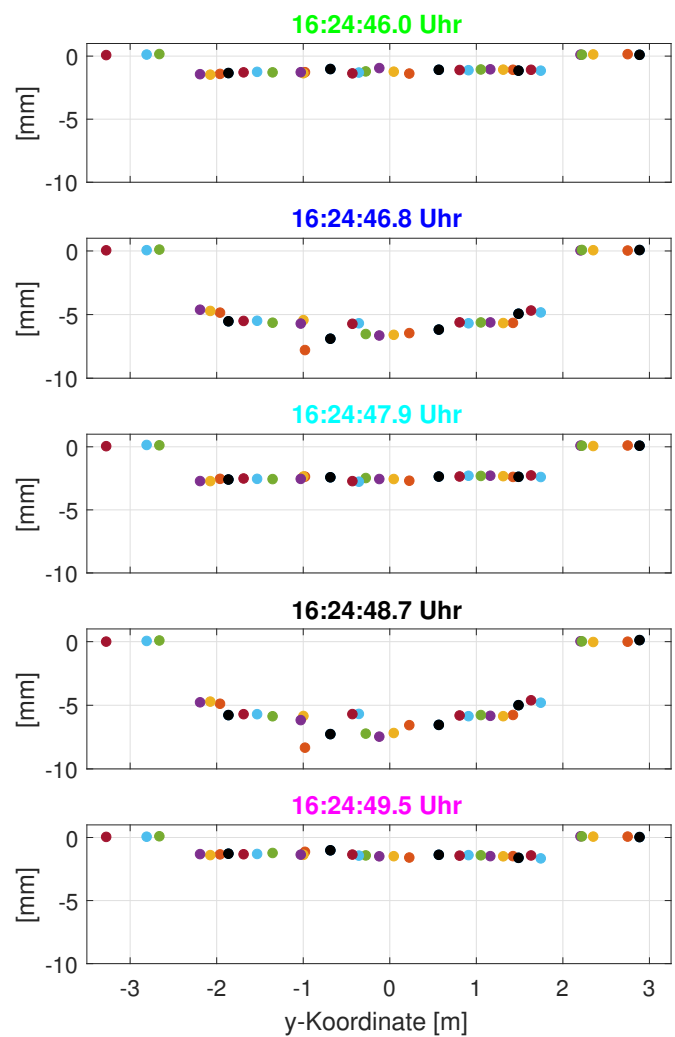 16:24:46.0 Uhr
0
-5
-10
[mm]
16:24:46.8 Uhr
0
-5
-10
[mm]
16:24:47.9 Uhr
0
-5
-10
[mm]
16:24:48.7 Uhr
0
-5
-10
[mm]
16:24:49.5 Uhr
0
-5
-10
[mm]
-3 -2 -1 0 1 2 3
y-Koordinate [m]